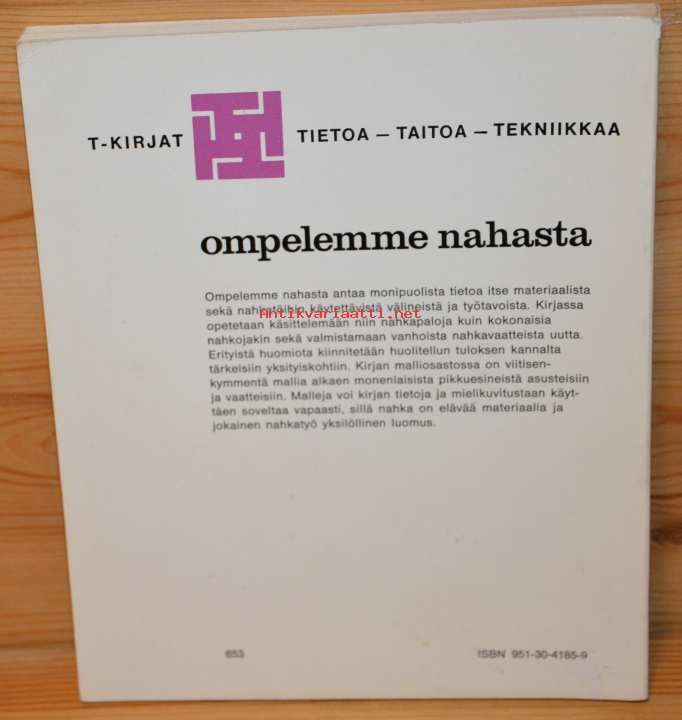 T-KIRJAT TIETOA – TAITOA – TEKNIIKKAA
ompelemme nahasta
Ompelemme nahasta antaa monipuolista tietoa itse materiaalista
sekä nahkatöihin käytettävistä välineistä ja työtavoista. Kirjassa
Antikvariaatti.net
opetetaan käsittelemään niin nahkapaloja kuin kokonaisia
nahkojakin sekä valmistamaan vanhoista nahkavaatteista uutta.
Erityistä huomiota kiinnitetään huolitellun tuloksen kannalta
tärkeisiin yksityiskohtiin. Kirjan malliosastossa on viitisen-
kymmentä mallia alkaen monenlaisista pikkuesineistä asusteisiin
ja vaatteisiin. Malleja voi kirjan tietoja ja mielikuvitustaan käyt-
täen soveltaa vapaasti, sillä nahka on elävää materiaalia ja
jokainen nahkatyö yksilöllinen luomus.
653
ISBN 951-30-4185-9